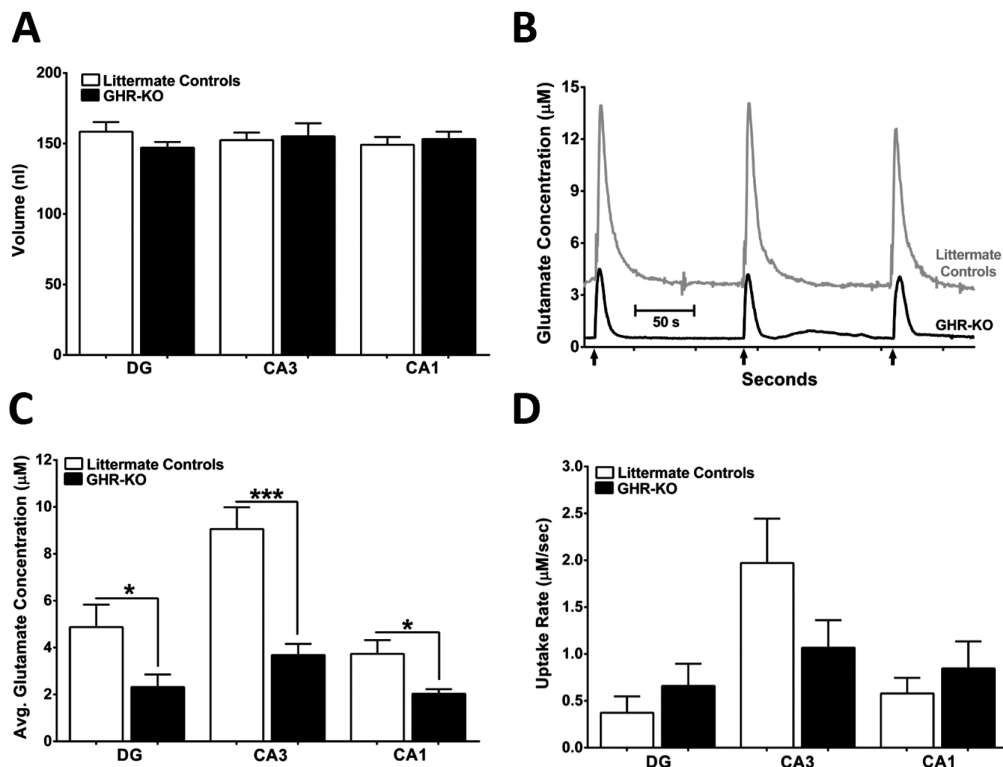 A
Littermate Controls
GHR-KO
Volume (nl)
200
150
100
50
0
DG CA3 CA1
B
Glutamate Concentration (µM)
15
12
9
6
3
0
Littermate
Controls
GHR-KO
50 s
Seconds
C
Littermate Controls
GHR-KO
Avg. Glutamate Concentration (µM)
12
10
8
6
4
2
0
*
***
*
DG CA3 CA1
D
Littermate Controls
GHR-KO
Uptake Rate (µM/sec)
3.0
2.5
2.0
1.5
1.0
0.5
0.0
DG CA3 CA1